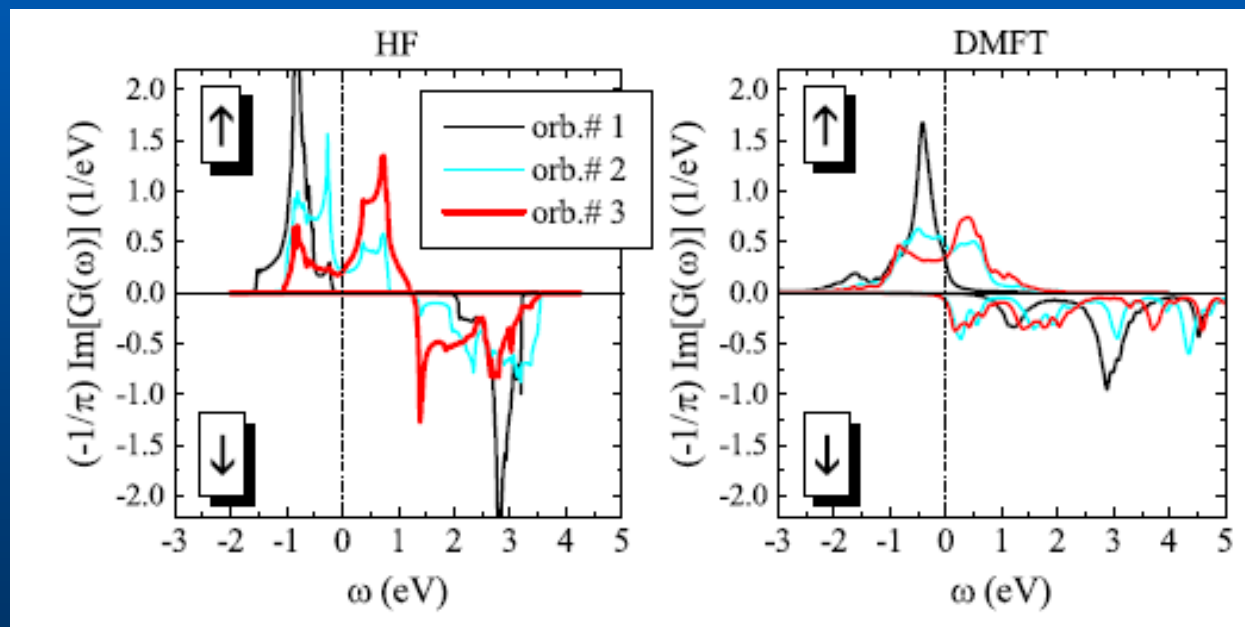 HF
(-1/π) Im[G(ω)] (1/eV)
2.0
1.5
1.0
0.5
0.0
-0.5
-1.0
-1.5
-2.0
↑
↓
orb.# 1
orb.# 2
orb.# 3
-3 -2 -1 0 1 2 3 4 5
ω (eV)
DMFT
(-1/π) Im[G(ω)] (1/eV)
2.0
1.5
1.0
0.5
0.0
-0.5
-1.0
-1.5
-2.0
↑
↓
-3 -2 -1 0 1 2 3 4 5
ω (eV)